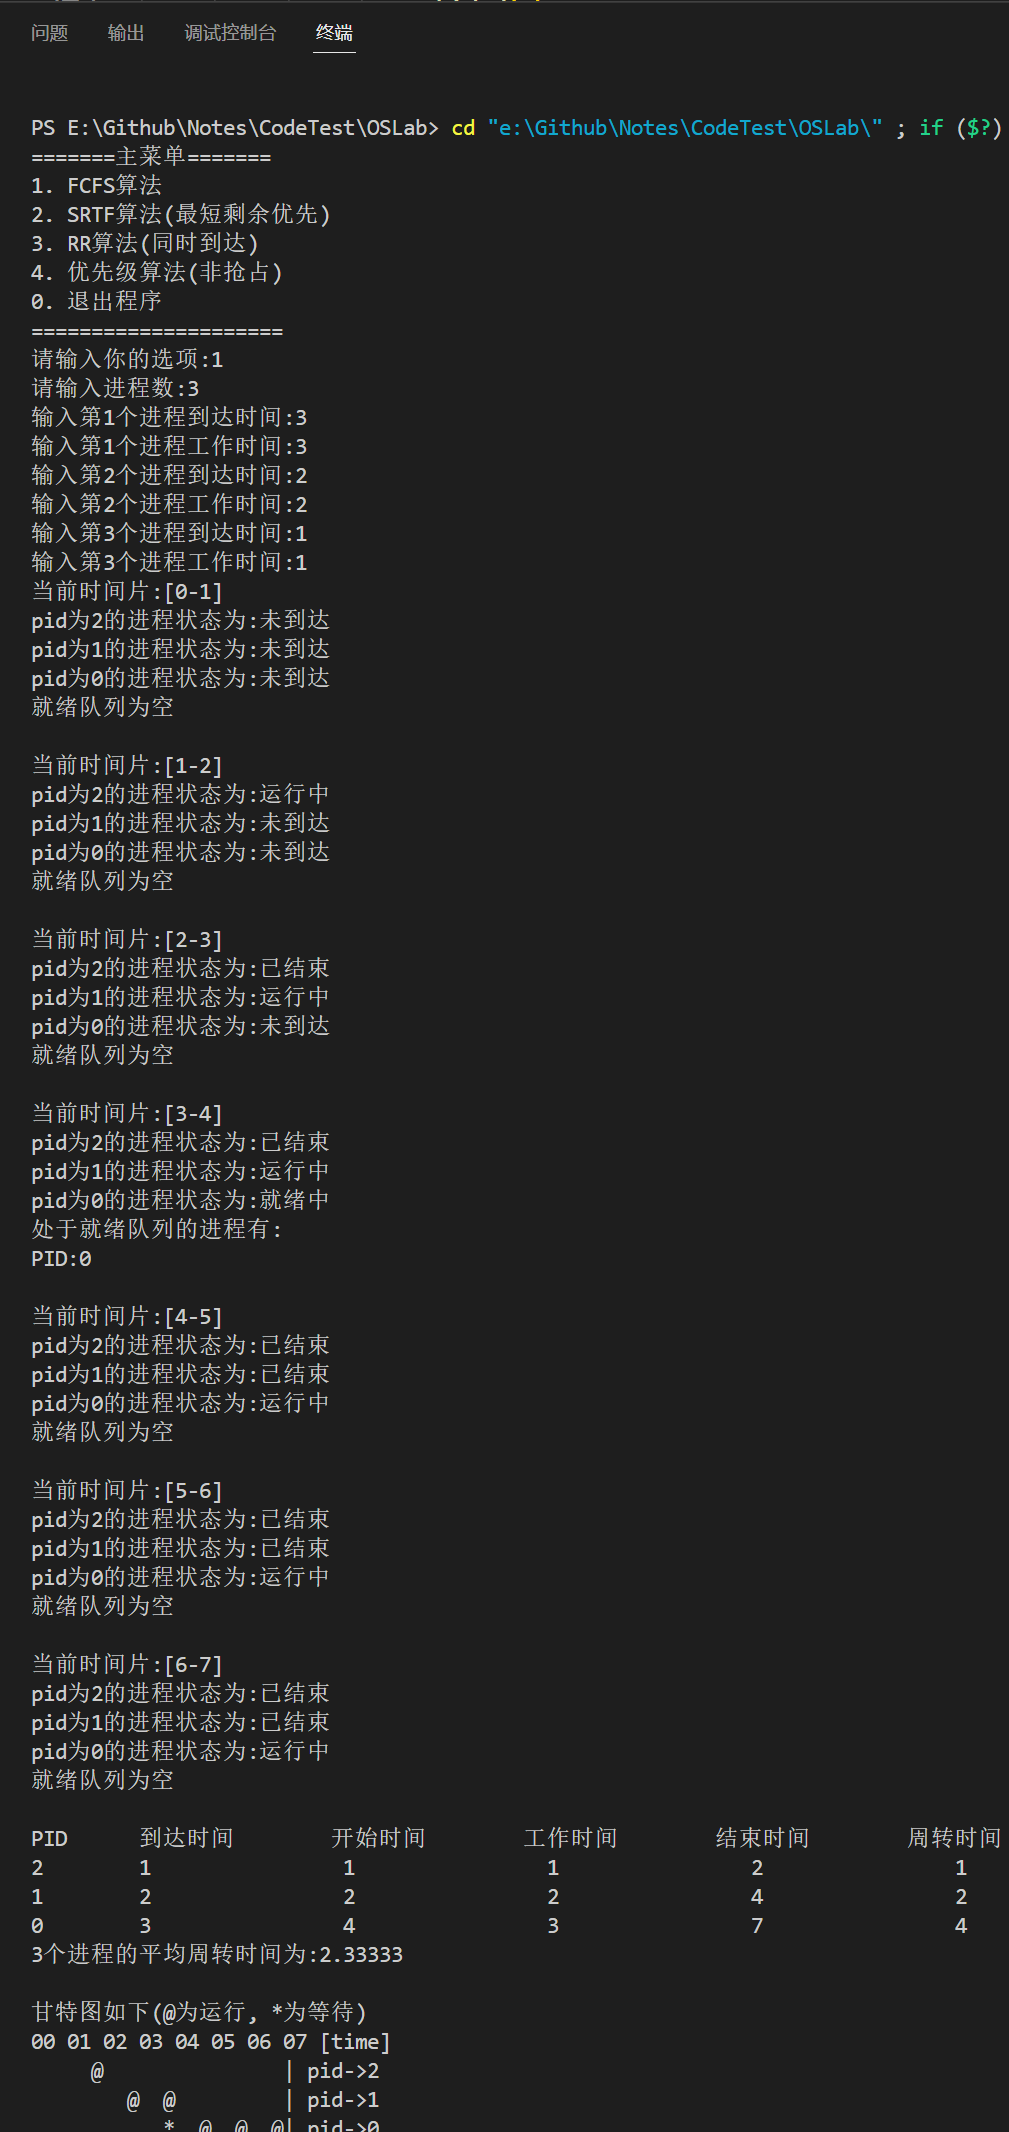 问题 输出 调试控制台 终端
PS E:\Github\Notes\CodeTest\OSLab> cd "e:\Github\Notes\CodeTest\OSLab\" ; if ($?)
=======主菜单=======
1. FCFS算法
2. SRTF算法(最短剩余优先)
3. RR算法(同时到达)
4. 优先级算法(非抢占)
0. 退出程序
=====================
请输入你的选项:1
请输入进程数:3
输入第1个进程到达时间:3
输入第1个进程工作时间:3
输入第2个进程到达时间:2
输入第2个进程工作时间:2
输入第3个进程到达时间:1
输入第3个进程工作时间:1
当前时间片:[0-1]
pid为2的进程状态为:未到达
pid为1的进程状态为:未到达
pid为0的进程状态为:未到达
就绪队列为空
当前时间片:[1-2]
pid为2的进程状态为:运行中
pid为1的进程状态为:未到达
pid为0的进程状态为:未到达
就绪队列为空
当前时间片:[2-3]
pid为2的进程状态为:已结束
pid为1的进程状态为:运行中
pid为0的进程状态为:未到达
就绪队列为空
当前时间片:[3-4]
pid为2的进程状态为:已结束
pid为1的进程状态为:运行中
pid为0的进程状态为:就绪中
处于就绪队列的进程有:
PID:0
当前时间片:[4-5]
pid为2的进程状态为:已结束
pid为1的进程状态为:已结束
pid为0的进程状态为:运行中
就绪队列为空
当前时间片:[5-6]
pid为2的进程状态为:已结束
pid为1的进程状态为:已结束
pid为0的进程状态为:运行中
就绪队列为空
当前时间片:[6-7]
pid为2的进程状态为:已结束
pid为1的进程状态为:已结束
pid为0的进程状态为:运行中
就绪队列为空
PID 到达时间 开始时间 工作时间 结束时间 周转时间
2 1 1 1 2 1
1 2 2 2 4 2
0 3 4 3 7 4
3个进程的平均周转时间为:2.33333
甘特图如下(@为运行, *为等待)
00 01 02 03 04 05 06 07 [time]
@ | pid->2
@ @ | pid->1
* @ @ @| pid->0